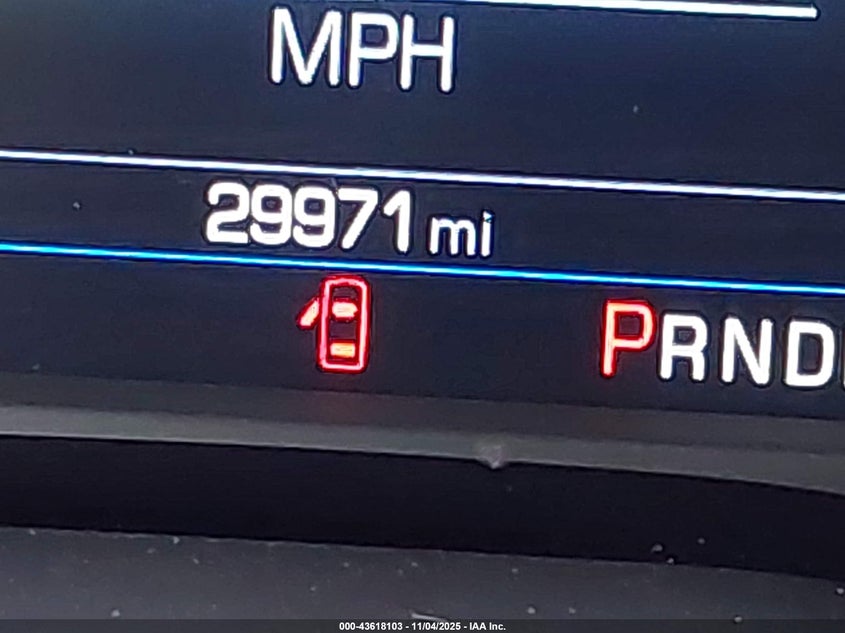 MPH
29971 mi
PRND
000-43618103 - 11/04/2025 - IAA Inc.